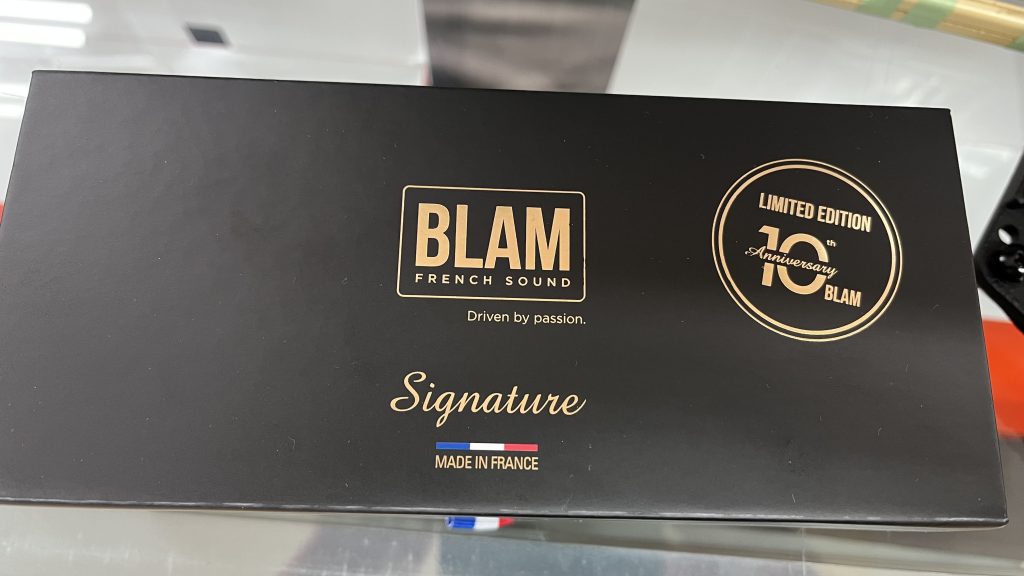 BLAM
FRENCH SOUND
Driven by passion.
Signature
MADE IN FRANCE
LIMITED EDITION
10th
Anniversary
BLAM